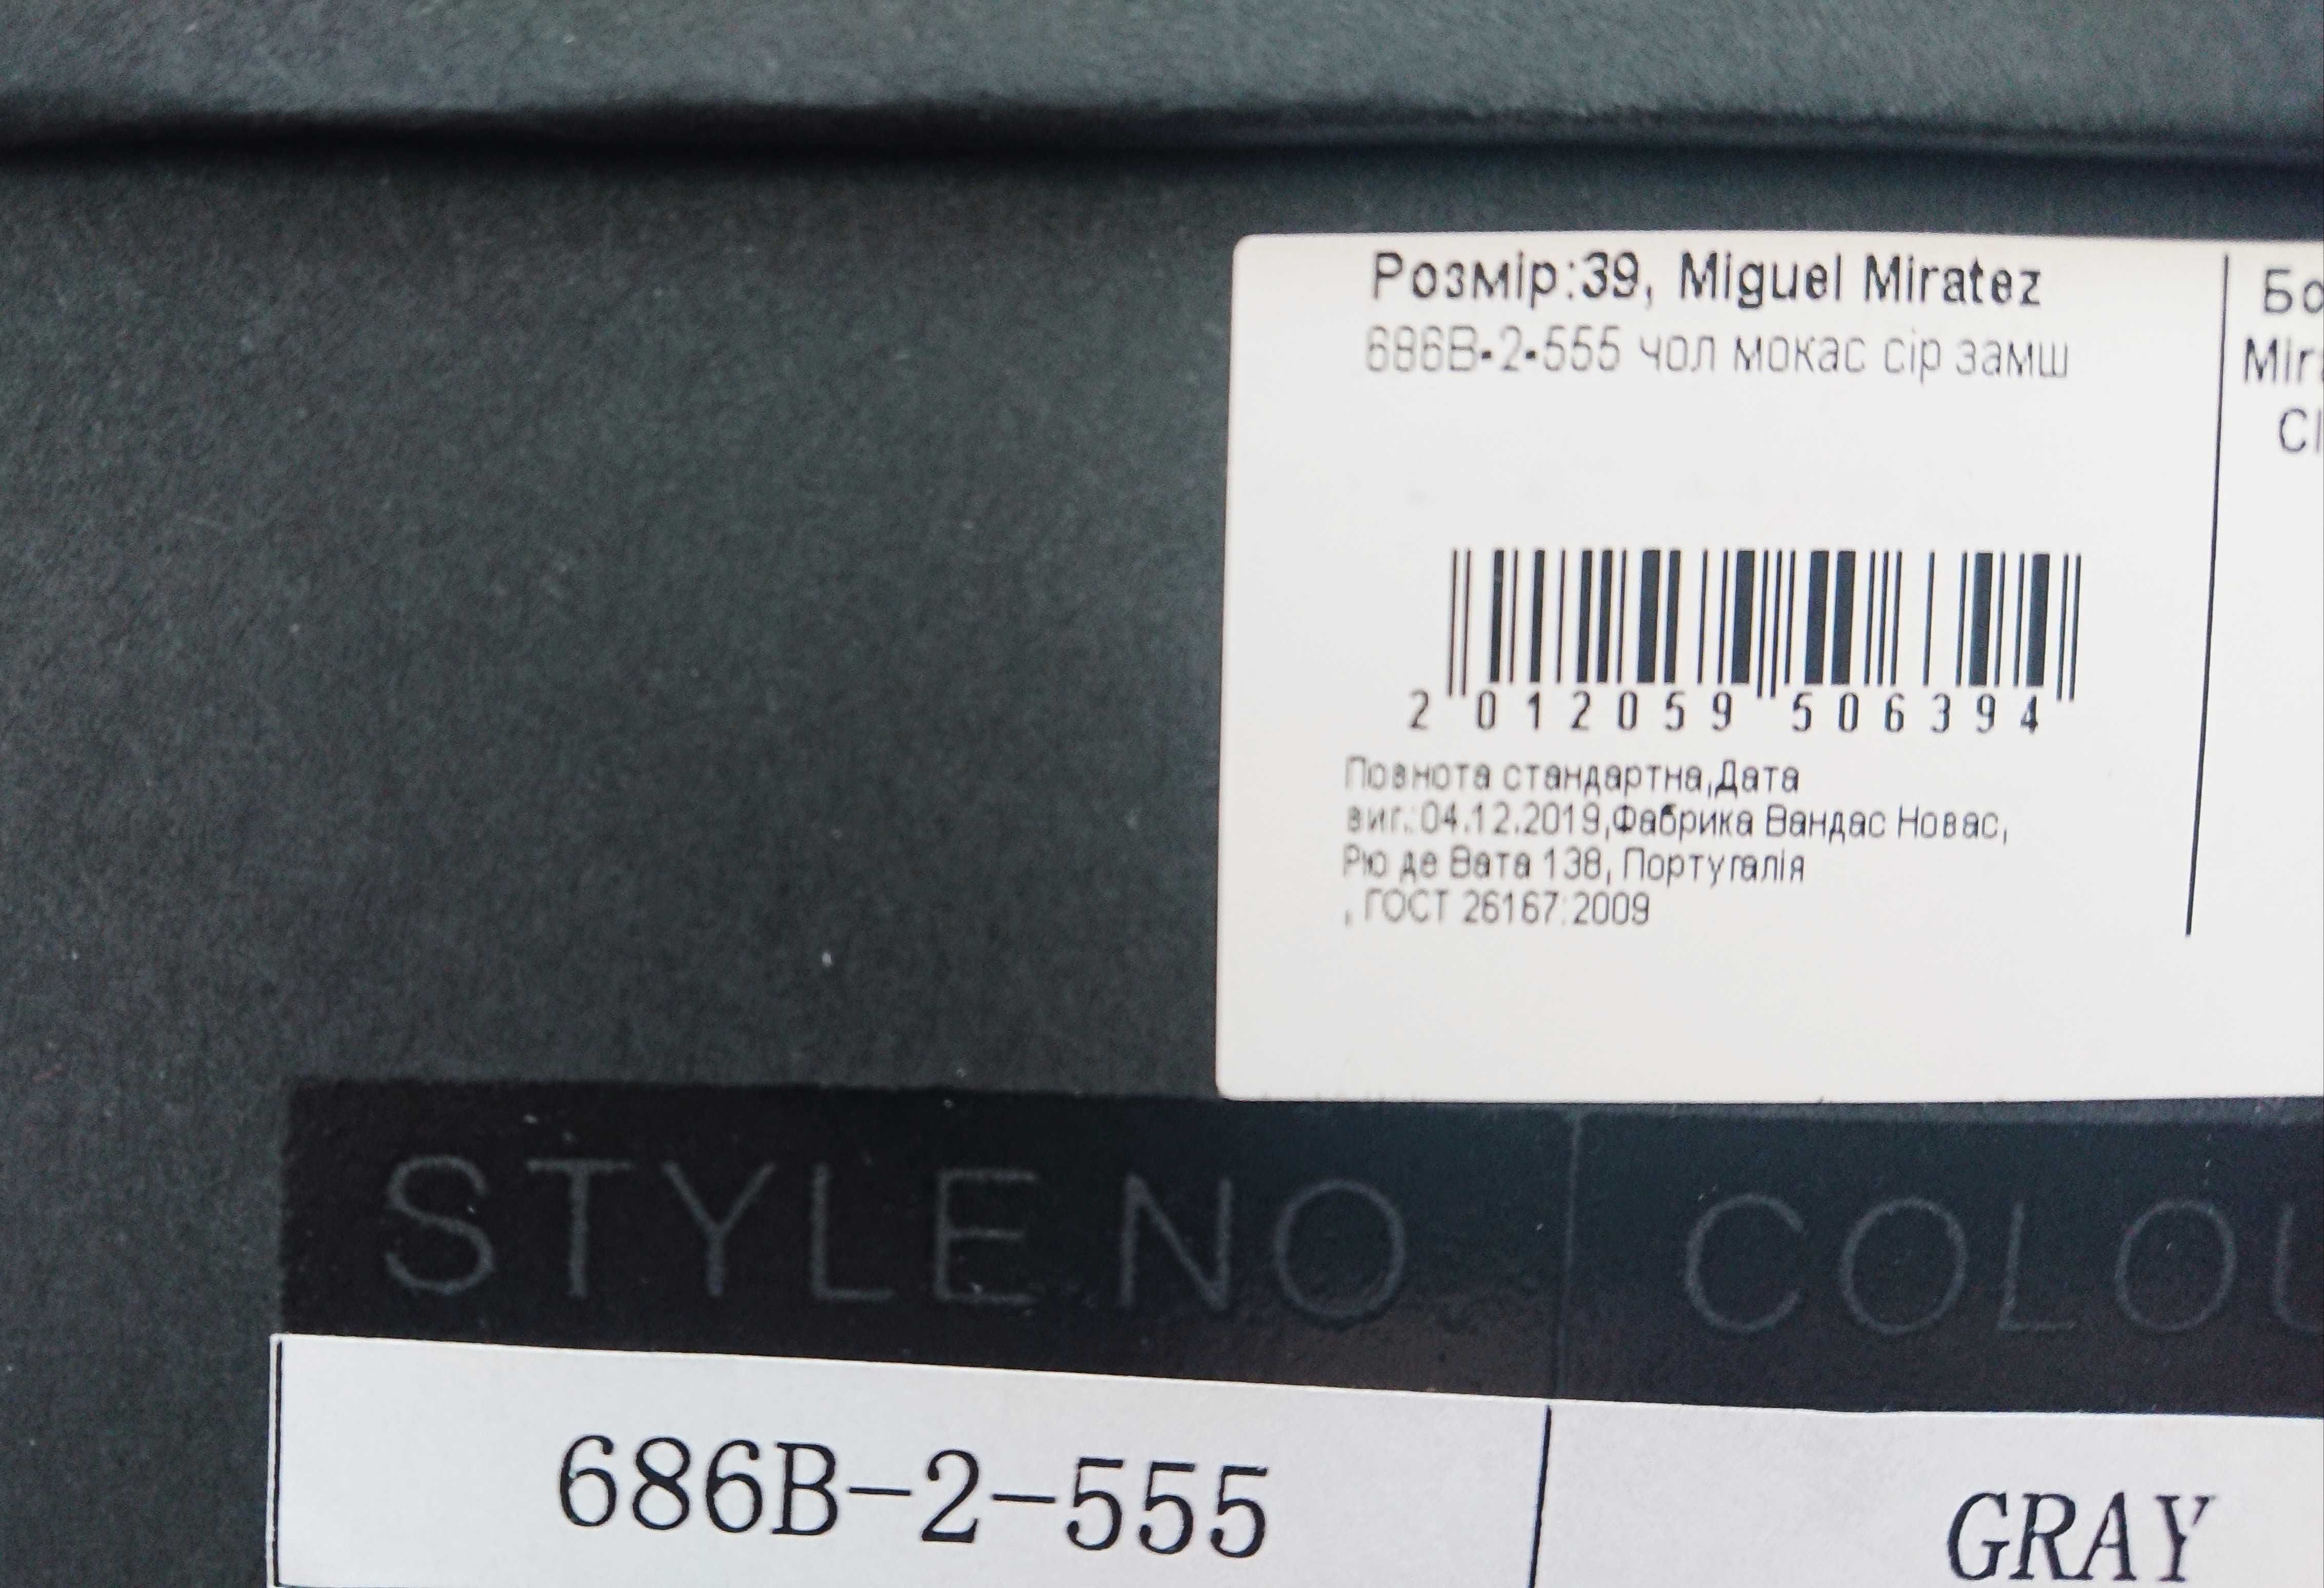 Розмір:39, Miguel Miratez
686B-2-555 чол мокас сір замш
2 012059 506394
Повнота стандартна,Дата
виг.:04.12.2019,Фабрика Вандас Новас,
Рю де Вата 138, Португалія
, ГОСТ 26167:2009
STYLE NO
686B-2-555
GRAY